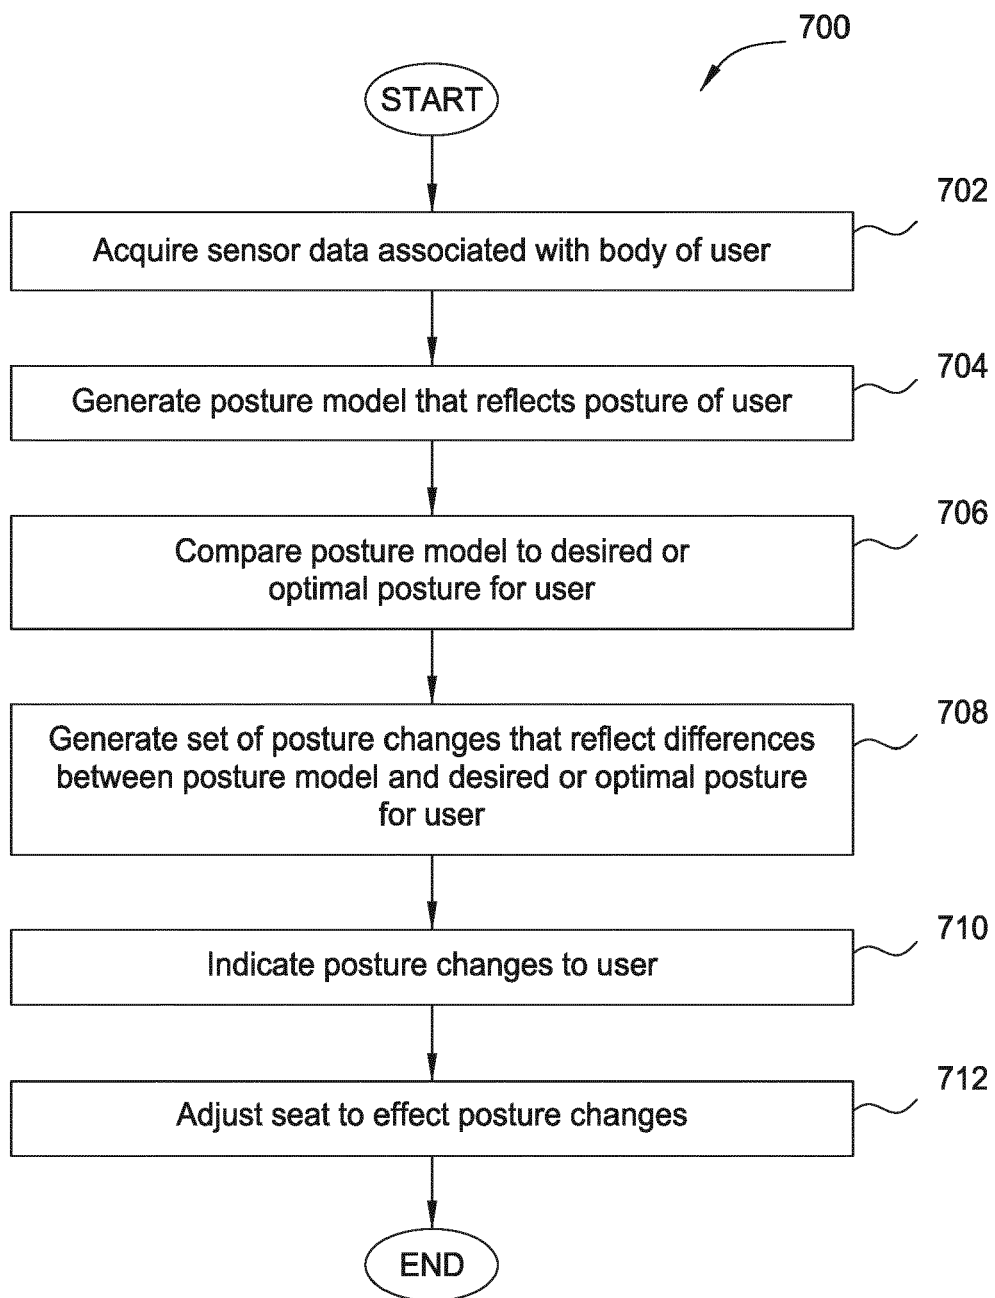 700
START
702
Acquire sensor data associated with body of user
704
Generate posture model that reflects posture of user
706
Compare posture model to desired or
optimal posture for user
708
Generate set of posture changes that reflect differences
between posture model and desired or optimal posture
for user
710
Indicate posture changes to user
712
Adjust seat to effect posture changes
END